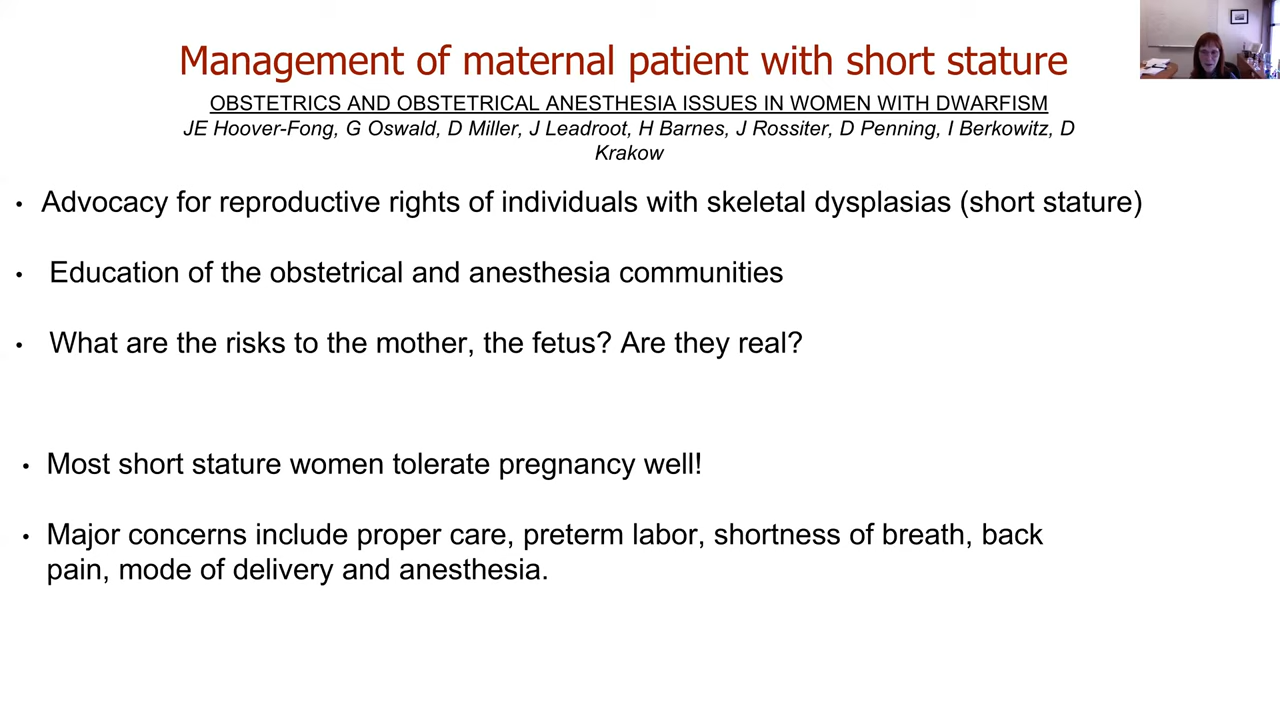 Management of maternal patient with short stature
OBSTETRICS AND OBSTETRICAL ANESTHESIA ISSUES IN WOMEN WITH DWARFISM
JE Hoover-Fong, G Oswald, D Miller, J Leadroot, H Barnes, J Rossiter, D Penning, I Berkowitz, D
Krakow
• Advocacy for reproductive rights of individuals with skeletal dysplasias (short stature)
• Education of the obstetrical and anesthesia communities
• What are the risks to the mother, the fetus? Are they real?
• Most short stature women tolerate pregnancy well!
• Major concerns include proper care, preterm labor, shortness of breath, back
pain, mode of delivery and anesthesia.